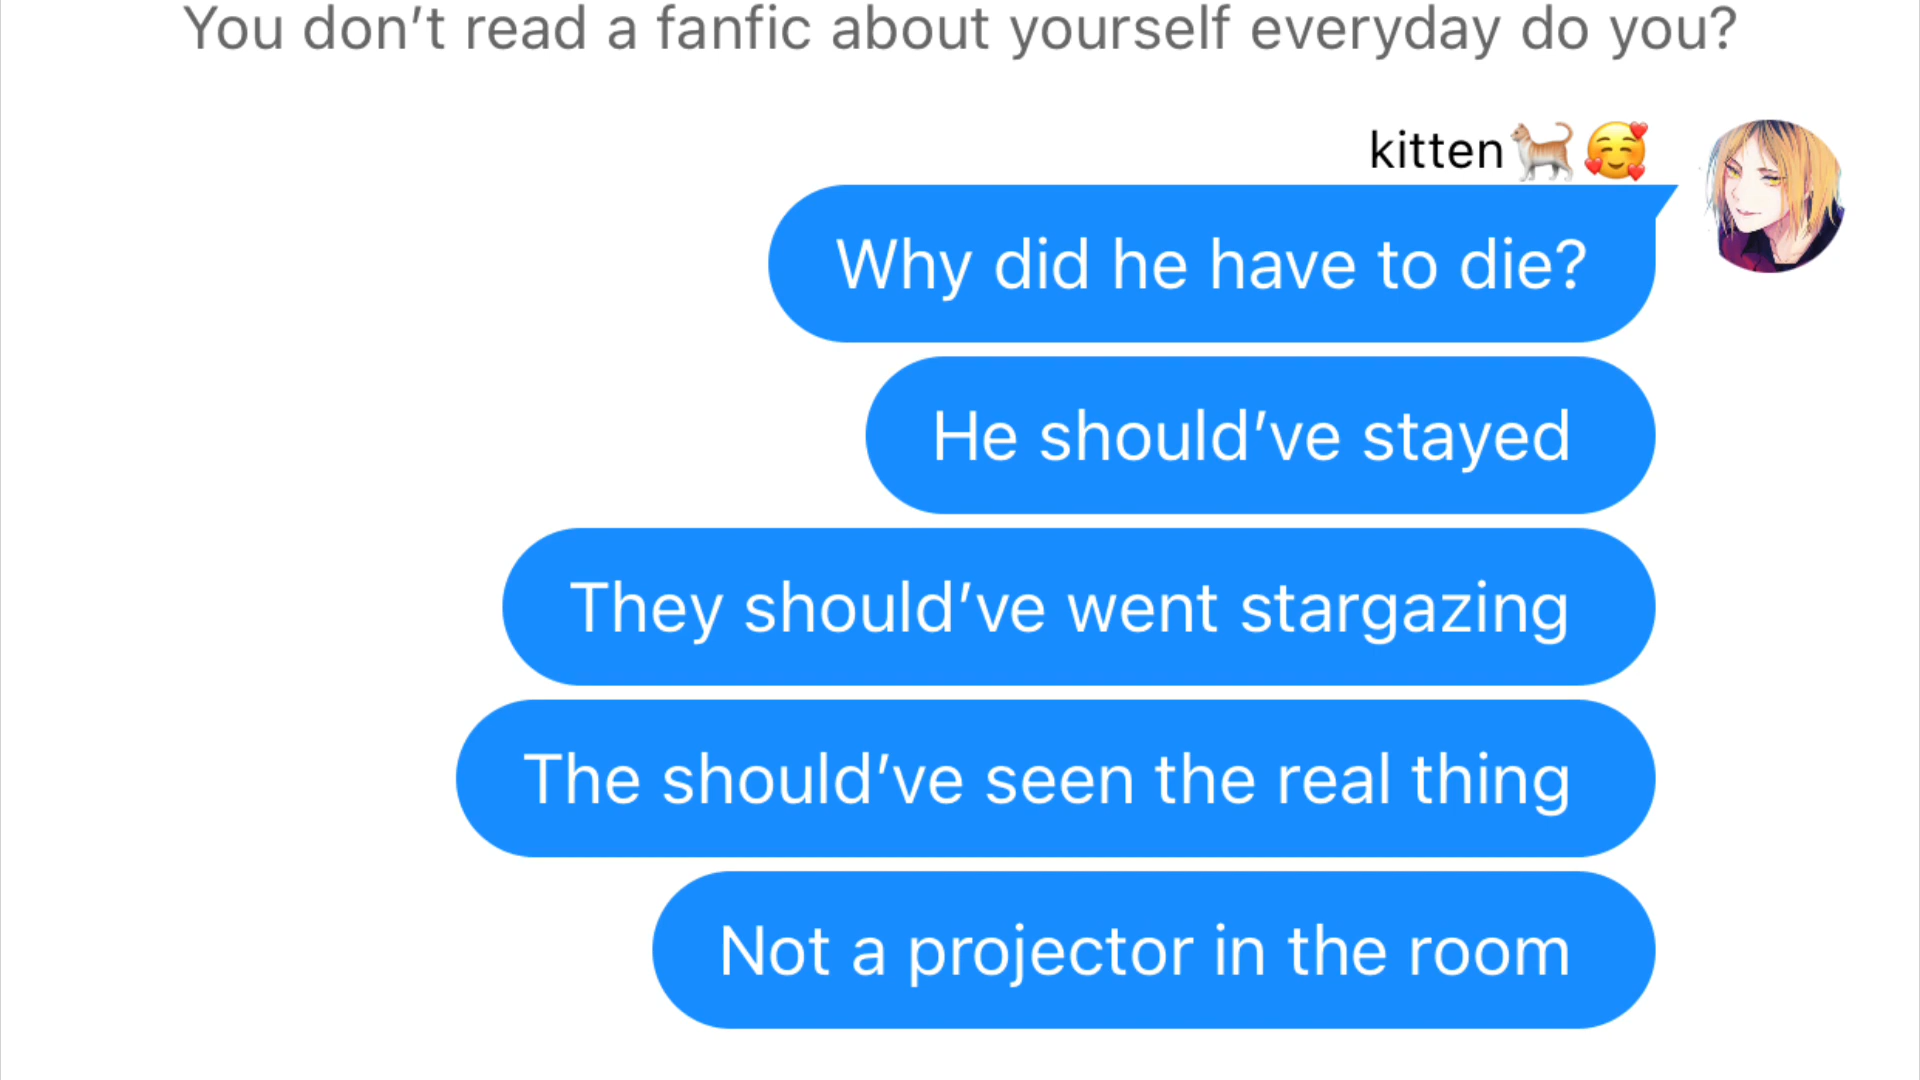 You don’t read a fanfic about yourself everyday do you?
kitten🐈🥰
Why did he have to die?
He should’ve stayed
They should’ve went stargazing
The should’ve seen the real thing
Not a projector in the room